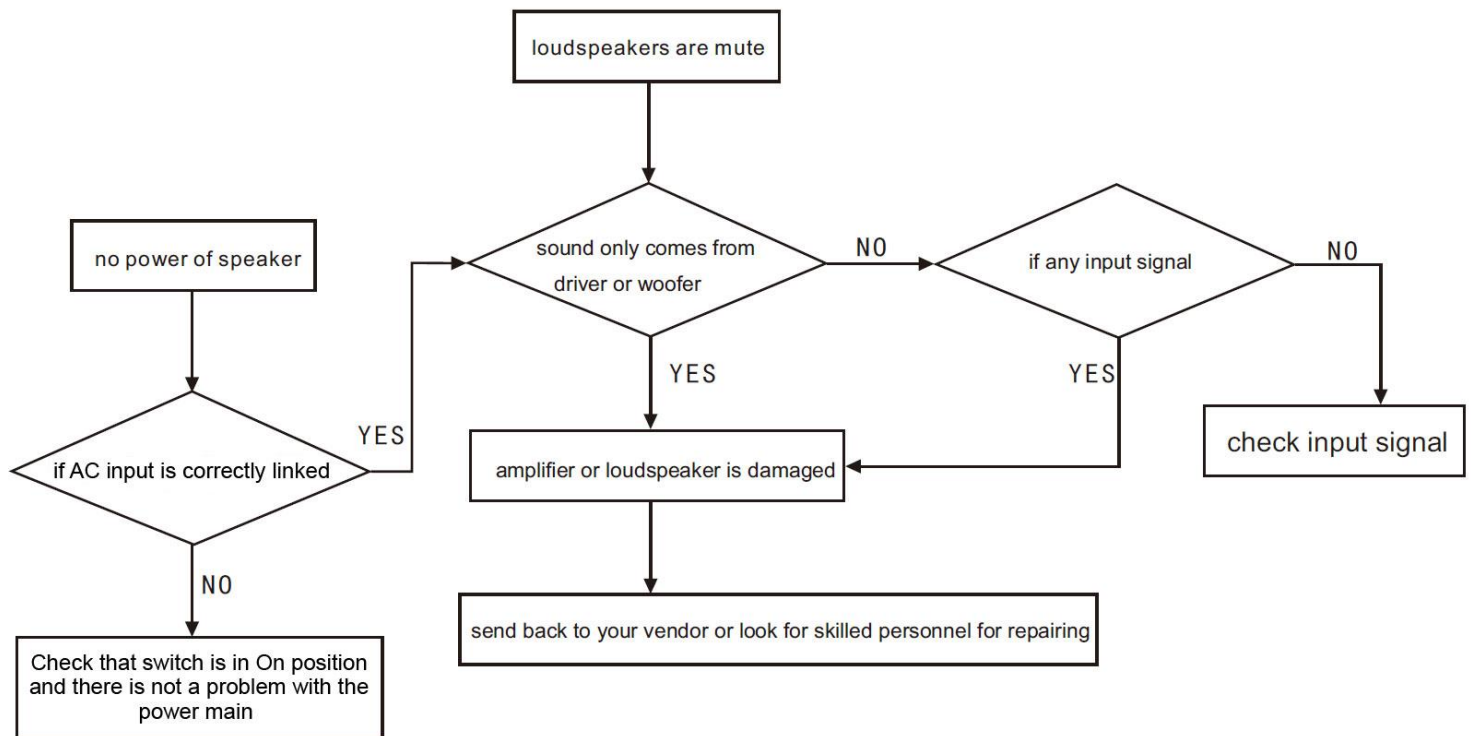 loudspeakers are mute
no power of speaker
sound only comes from
driver or woofer
NO
if any input signal
NO
YES
YES
YES
if AC input is correctly linked
amplifier or loudspeaker is damaged
check input signal
NO
send back to your vendor or look for skilled personnel for repairing
Check that switch is in On position
and there is not a problem with the
power main